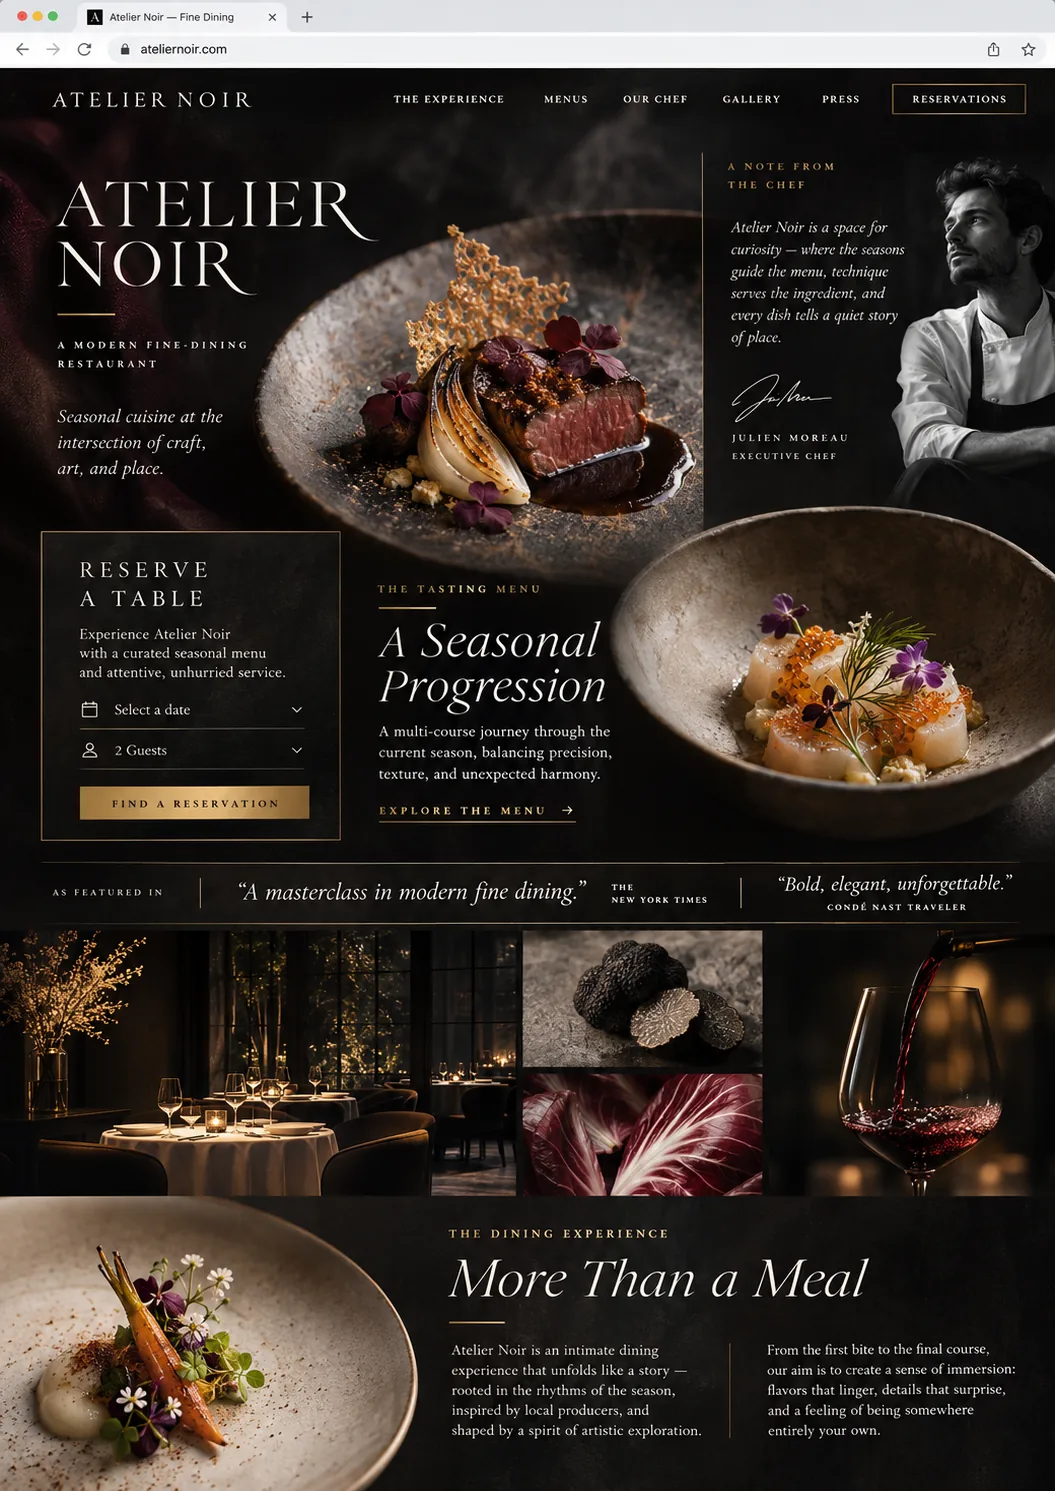 A
Atelier Noir — Fine Dining
ateliernoir.com
ATELIER NOIR
THE EXPERIENCE
MENUS
OUR CHEF
GALLERY
PRESS
RESERVATIONS
ATELIER
NOIR
A MODERN FINE-DINING
RESTAURANT
Seasonal cuisine at the
intersection of craft,
art, and place.
A NOTE FROM
THE CHEF
Atelier Noir is a space for
curiosity — where the seasons
guide the menu, technique
serves the ingredient, and
every dish tells a quiet story
of place.
JULIEN MOREAU
EXECUTIVE CHEF
RESERVE
A TABLE
Experience Atelier Noir
with a curated seasonal menu
and attentive, unhurried service.
Select a date
2 Guests
FIND A RESERVATION
THE TASTING MENU
A Seasonal
Progression
A multi-course journey through the
current season, balancing precision,
texture, and unexpected harmony.
EXPLORE THE MENU →
AS FEATURED IN
“A masterclass in modern fine dining.”
THE
NEW YORK TIMES
“Bold, elegant, unforgettable.”
CONDÉ NAST TRAVELER
THE DINING EXPERIENCE
More Than a Meal
Atelier Noir is an intimate dining
experience that unfolds like a story —
rooted in the rhythms of the season,
inspired by local producers, and
shaped by a spirit of artistic exploration.
From the first bite to the final course,
our aim is to create a sense of immersion:
flavors that linger, details that surprise,
and a feeling of being somewhere
entirely your own.